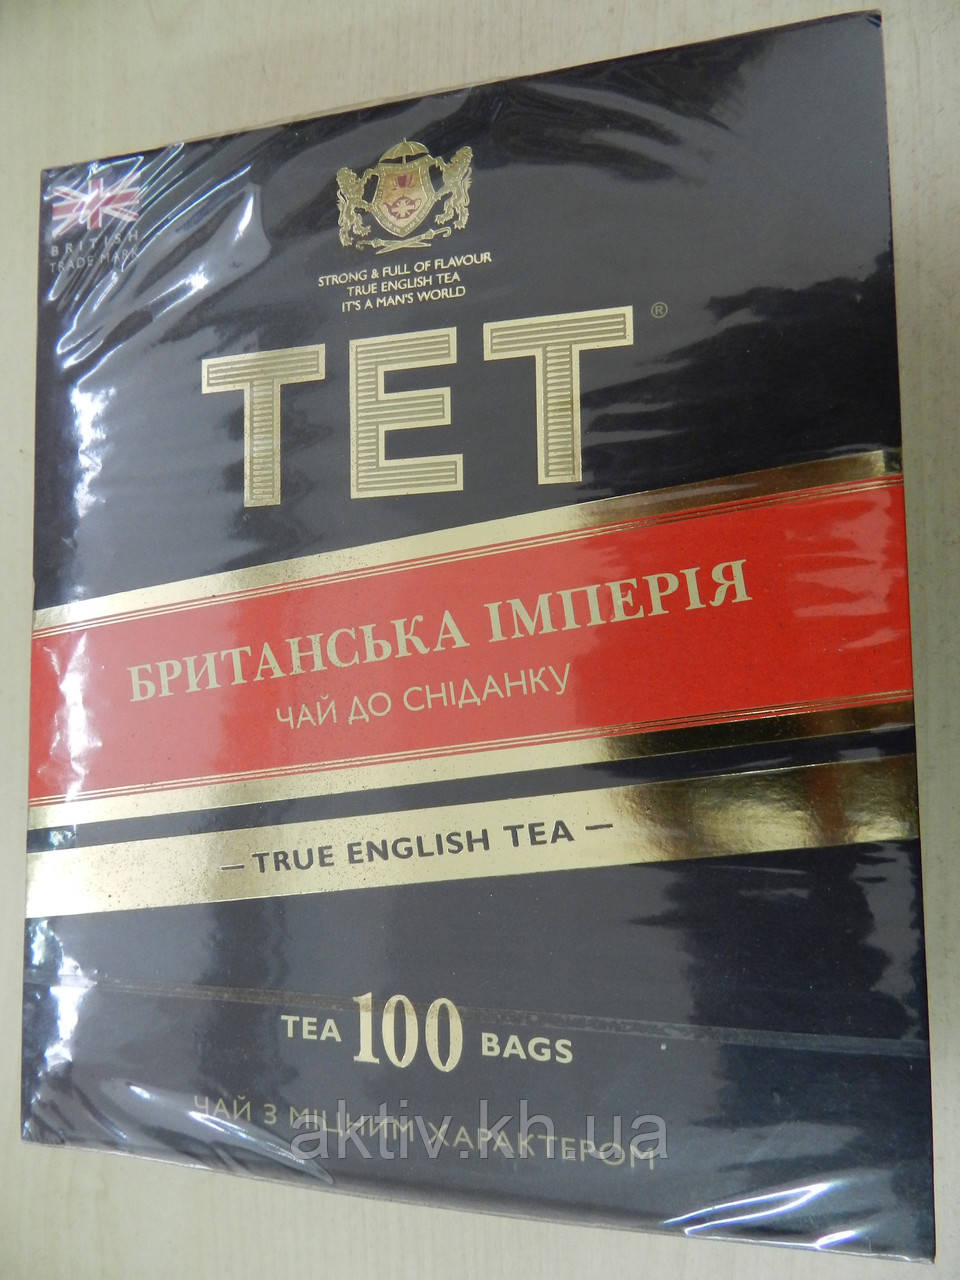 BRITISH
TRADE MARK
STRONG & FULL OF FLAVOUR
TRUE ENGLISH TEA
IT'S A MAN'S WORLD
TET®
БРИТАНСЬКА ІМПЕРІЯ
ЧАЙ ДО СНІДАНКУ
– TRUE ENGLISH TEA –
TEA 100 BAGS
ЧАЙ З МІЦНИМ ХАРАКТЕРОМ
aktiv.kh.ua